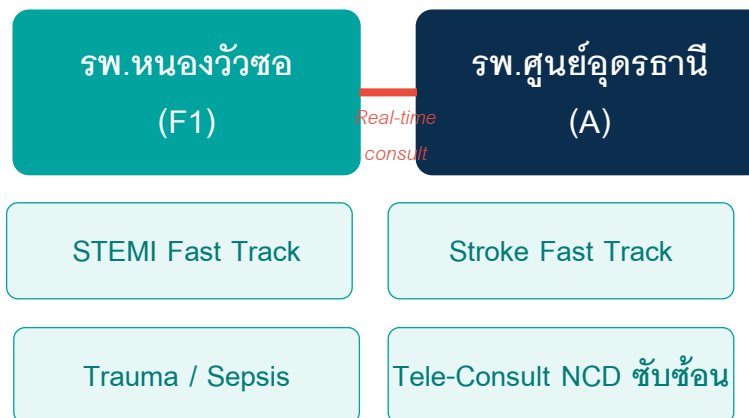 รพ.หนองวัวซอ
(F1)
Real-time
consult
รพ.ศูนย์อุดรธานี
(A)
STEMI Fast Track
Stroke Fast Track
Trauma / Sepsis
Tele-Consult NCD ซับซ้อน